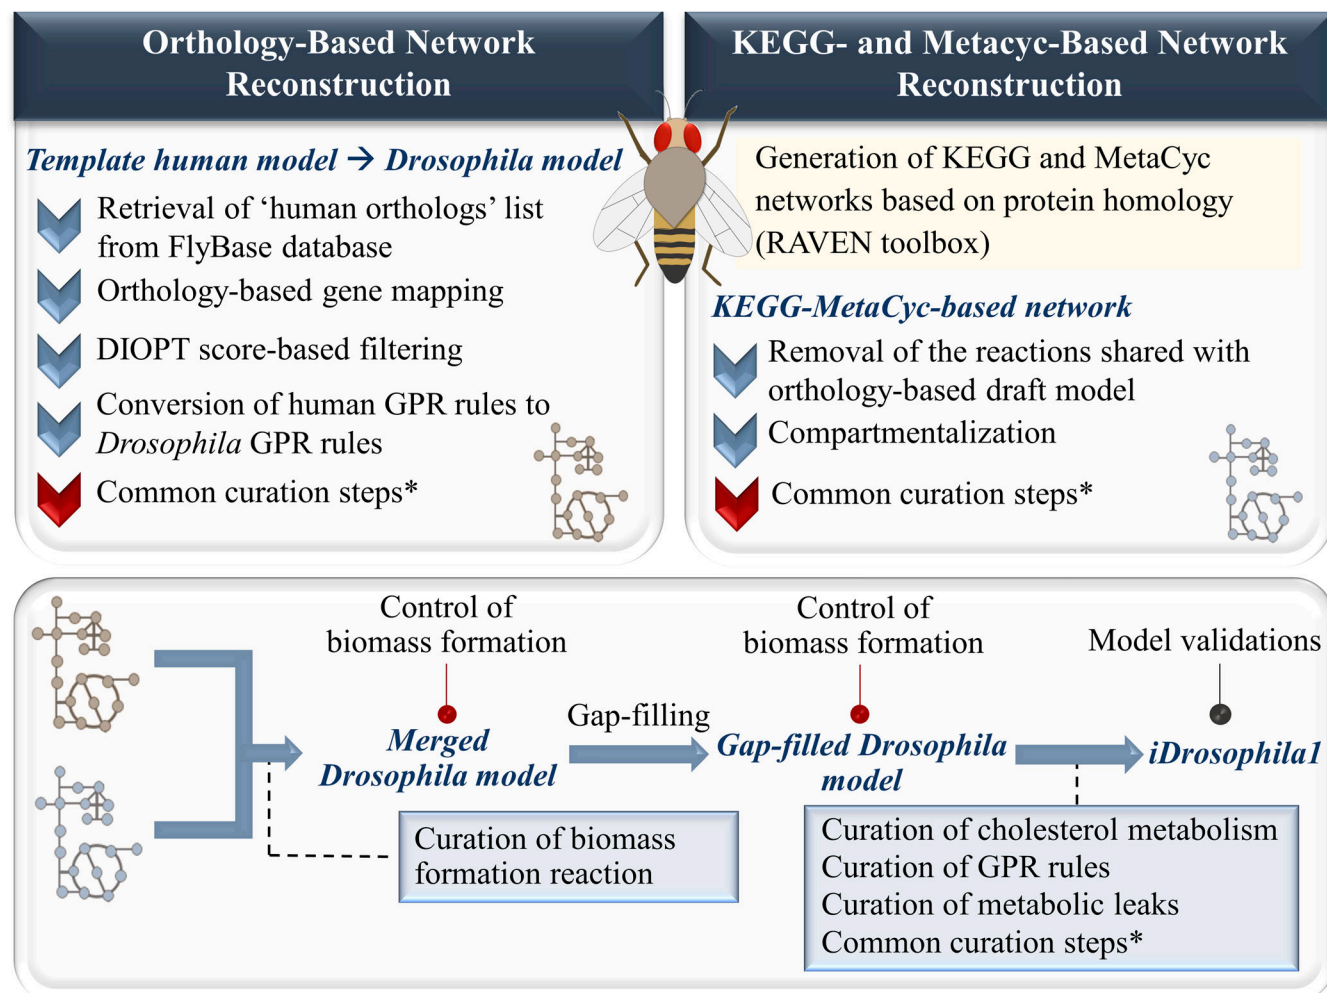 Orthology-Based Network
Reconstruction
Template human model → Drosophila model
Retrieval of ‘human orthologs’ list
from FlyBase database
Orthology-based gene mapping
DIOPT score-based filtering
Conversion of human GPR rules to
Drosophila GPR rules
Common curation steps*
KEGG- and Metacyc-Based Network
Reconstruction
Generation of KEGG and MetaCyc
networks based on protein homology
(RAVEN toolbox)
KEGG-MetaCyc-based network
Removal of the reactions shared with
orthology-based draft model
Compartmentalization
Common curation steps*
Control of
biomass formation
Merged
Drosophila model
Curation of biomass
formation reaction
Gap-filling
Control of
biomass formation
Gap-filled Drosophila
model
Curation of cholesterol metabolism
Curation of GPR rules
Curation of metabolic leaks
Common curation steps*
Model validations
iDrosophila1